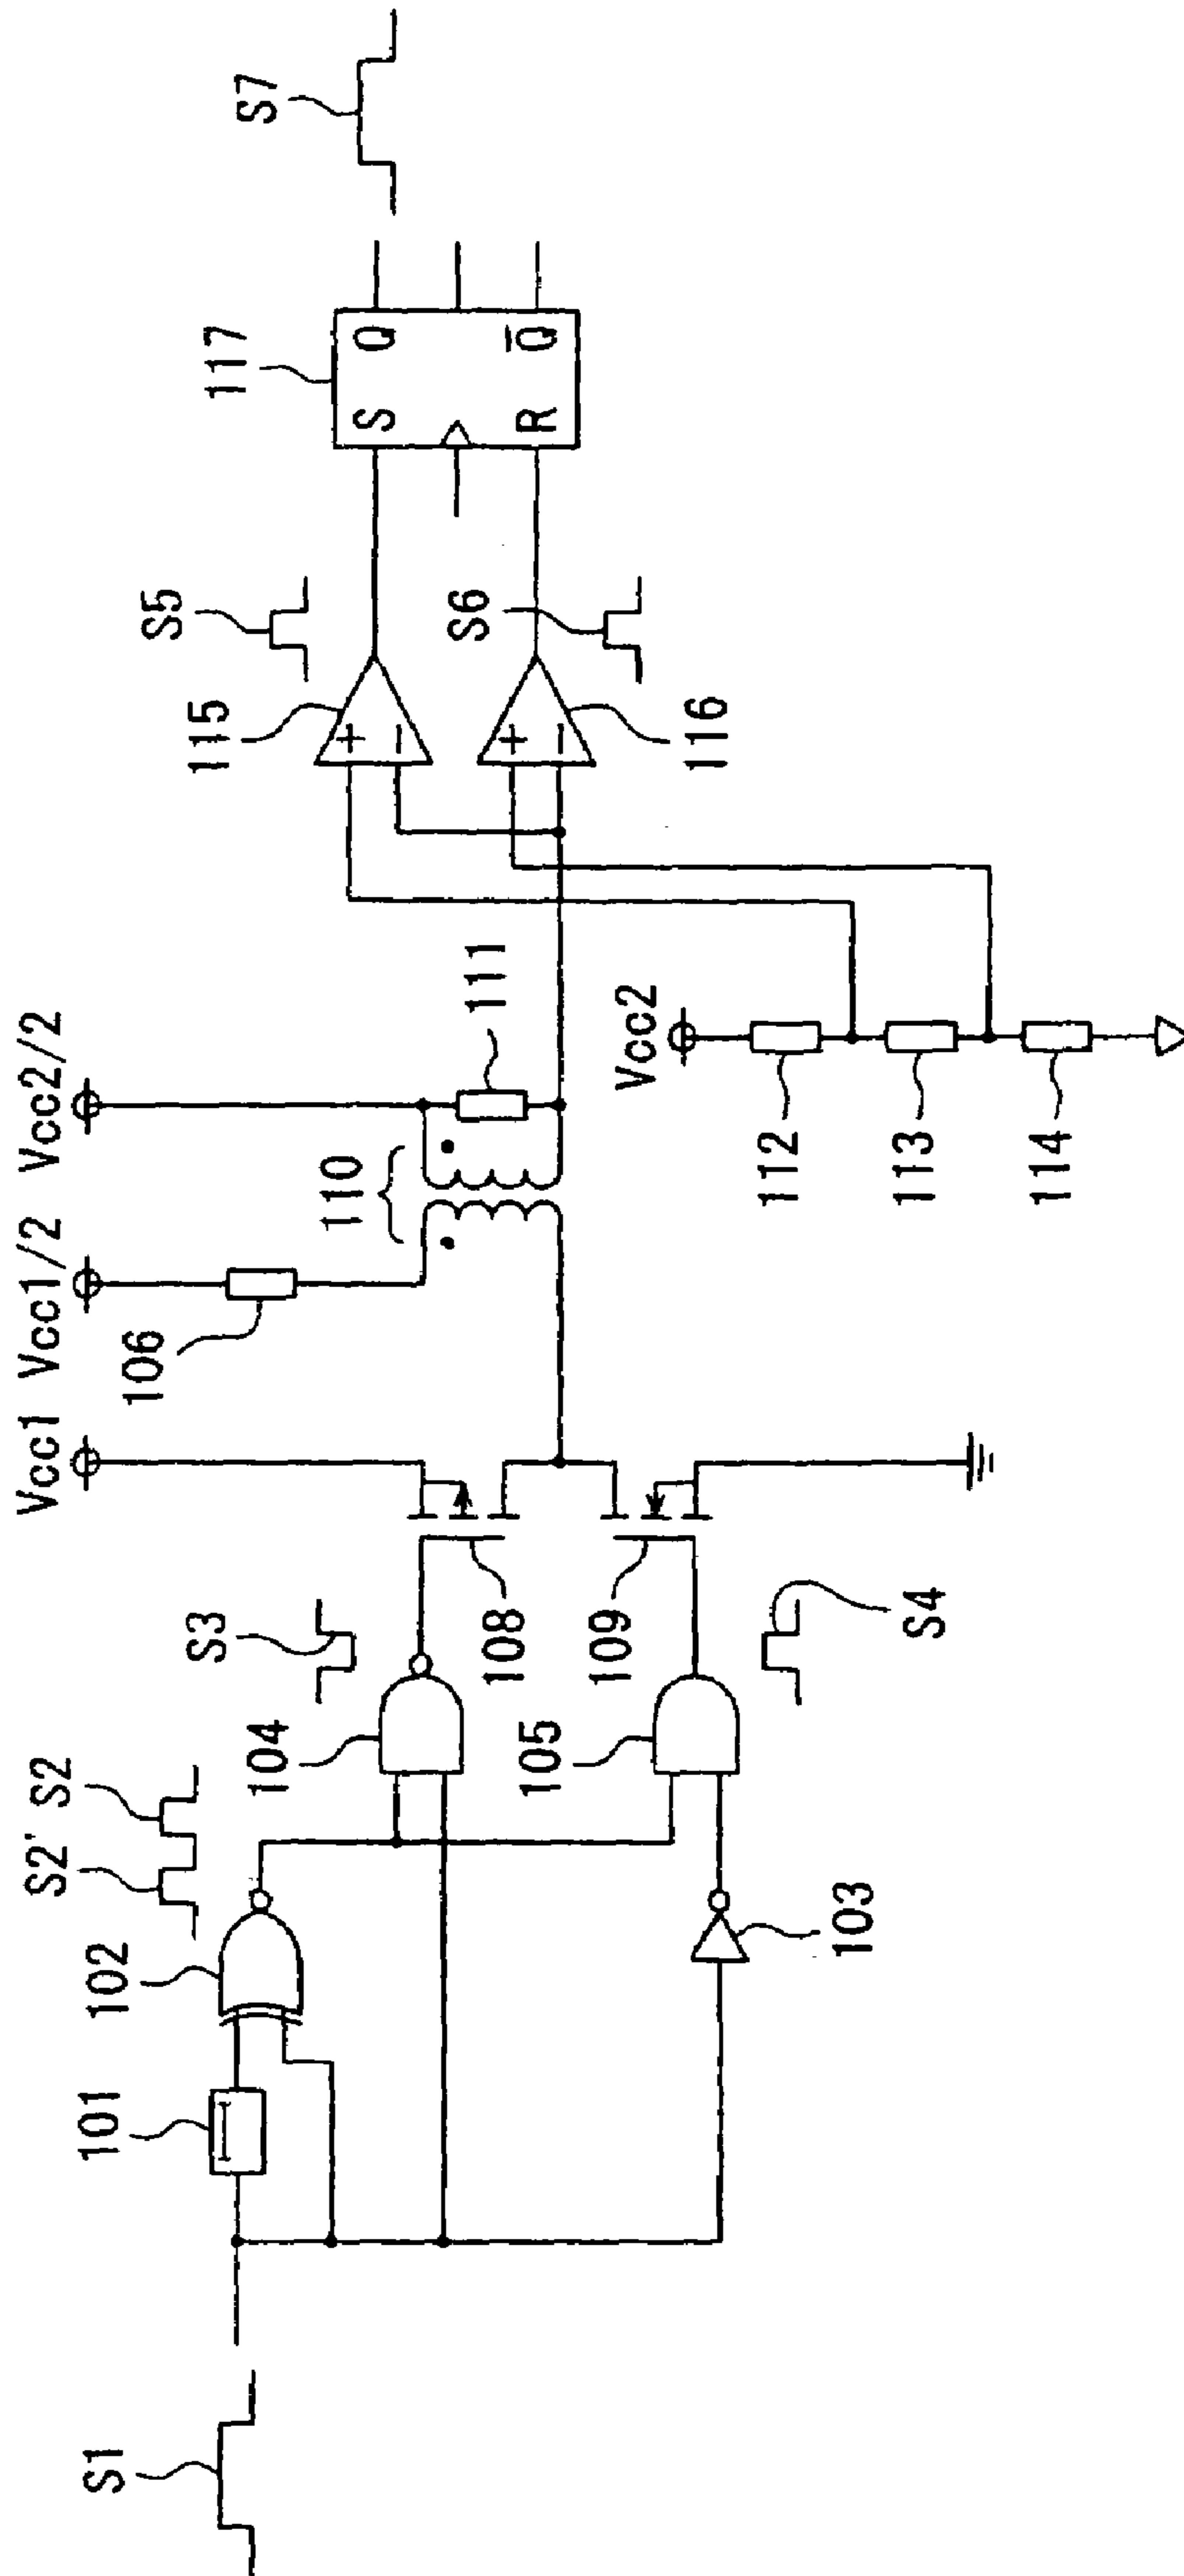 S1
101
102
S2'
S2
103
104
105
S3
S4
108
109
Vcc1
Vcc1/2
Vcc2/2
106
110
111
Vcc2
112
113
114
115
+
−
116
+
−
S5
S6
117
S
Q
R
Q̅
S7